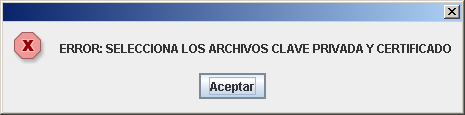 ERROR: SELECCIONA LOS ARCHIVOS CLAVE PRIVADA Y CERTIFICADO
Aceptar